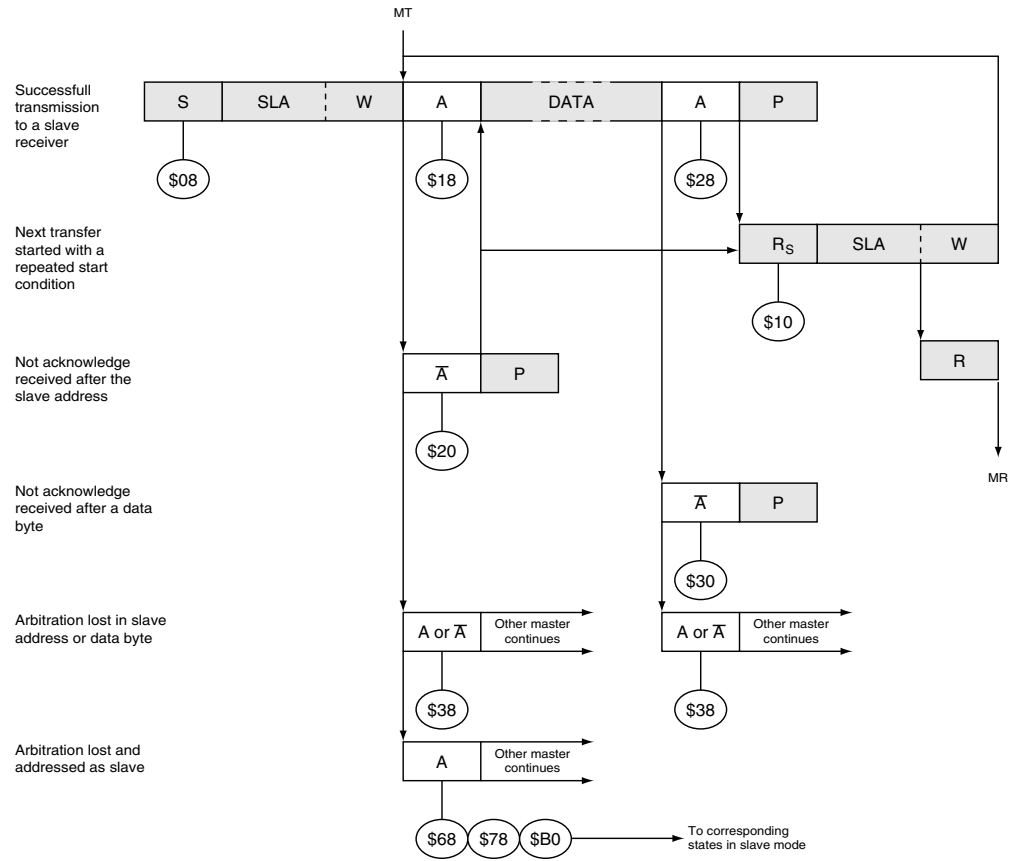 MT
Successfull
transmission
to a slave
receiver
S SLA W A DATA A P
$08 $18 $28
Next transfer
started with a
repeated start
condition
RS SLA W
$10
Not acknowledge
received after the
slave address
A̅ P
R
$20
MR
Not acknowledge
received after a data
byte
A̅ P
$30
Arbitration lost in slave
address or data byte
A or A̅ Other master
continues
A or A̅ Other master
continues
$38 $38
Arbitration lost and
addressed as slave
A Other master
continues
$68 $78 $B0
To corresponding
states in slave mode